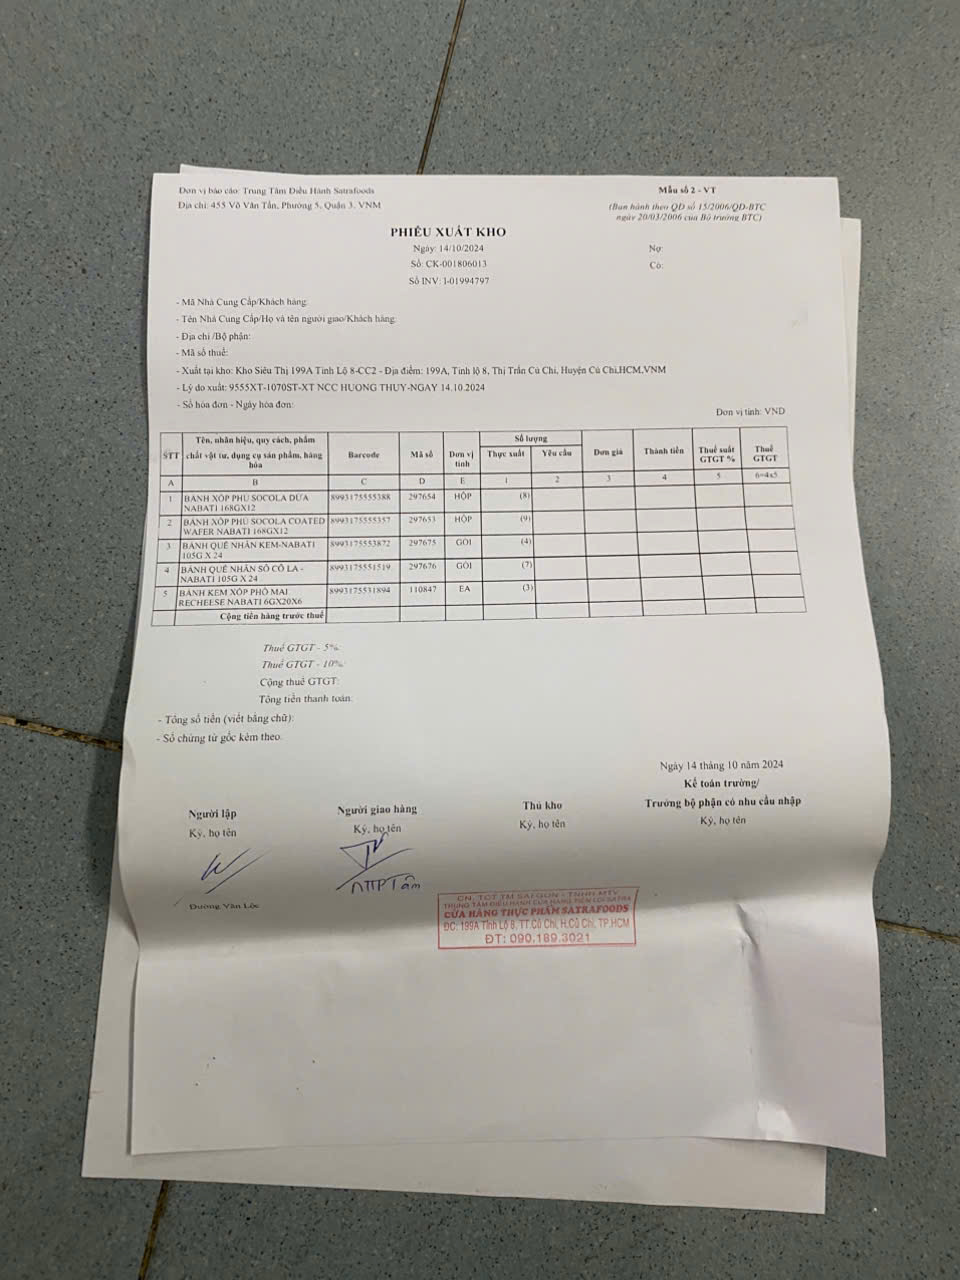 Đơn vị báo cáo: Trung Tâm Điều Hành Satrafoods
Địa chỉ: 455 Võ Văn Tần, Phường 5, Quận 3, VNM
Mẫu số 2 - VT
(Ban hành theo QĐ số 15/2006/QĐ-BTC
ngày 20/03/2006 của Bộ trưởng BTC)
PHIẾU XUẤT KHO
Ngày: 14/10/2024
Số: CK-001806013
Số INV: I-01994797
Nợ:
Có:
- Mã Nhà Cung Cấp/Khách hàng:
- Tên Nhà Cung Cấp/Họ và tên người giao/Khách hàng:
- Địa chỉ /Bộ phận:
- Mã số thuế:
- Xuất tại kho: Kho Siêu Thị 199A Tỉnh Lộ 8-CC2 - Địa điểm: 199A, Tỉnh lộ 8, Thị Trấn Củ Chi, Huyện Củ Chi,HCM,VNM
- Lý do xuất: 9555XT-1070ST-XT NCC HUONG THUY-NGAY 14.10.2024
- Số hóa đơn - Ngày hóa đơn:
Đơn vị tính: VND
STT Tên, nhãn hiệu, quy cách, phẩm chất vật tư, dụng cụ sản phẩm, hàng hóa Barcode Mã số Đơn vị tính Số lượng Thực xuất Yêu cầu Đơn giá Thành tiền Thuế suất GTGT % Thuế GTGT
A B C D E 1 2 3 4 5 6=4x5
1 BÁNH XỐP PHỦ SOCOLA DỪA NABATI 168GX12 8993175555388 297654 HỘP (8)
2 BÁNH XỐP PHỦ SOCOLA COATED WAFER NABATI 168GX12 8993175555357 297653 HỘP (9)
3 BÁNH QUẾ NHÂN KEM-NABATI 105G X 24 8993175553872 297675 GÓI (4)
4 BÁNH QUẾ NHÂN SÔ CÔ LA - NABATI 105G X 24 8993175551519 297676 GÓI (7)
5 BÁNH KEM XỐP PHÔ MAI RECHEESE NABATI 6GX20X6 8993175531894 110847 EA (3)
Cộng tiền hàng trước thuế
Thuế GTGT - 5%:
Thuế GTGT - 10%:
Cộng thuế GTGT:
Tổng tiền thanh toán:
- Tổng số tiền (viết bằng chữ):
- Số chứng từ gốc kèm theo:
Ngày 14 tháng 10 năm 2024
Người lập
Ký, họ tên
Người giao hàng
Ký, họ tên
Thủ kho
Ký, họ tên
Kế toán trưởng/
Trưởng bộ phận có nhu cầu nhập
Ký, họ tên
Đường Văn Lộc
CN. TCT TM SAIGON - TNHH MTV
TRUNG TÂM ĐIỀU HÀNH CỬA HÀNG TIỆN LỢI SATRA
CỬA HÀNG THỰC PHẨM SATRAFOODS
ĐC: 199A Tỉnh Lộ 8, TT.Củ Chi, H.Củ Chi, TP.HCM
ĐT: 090.189.3021